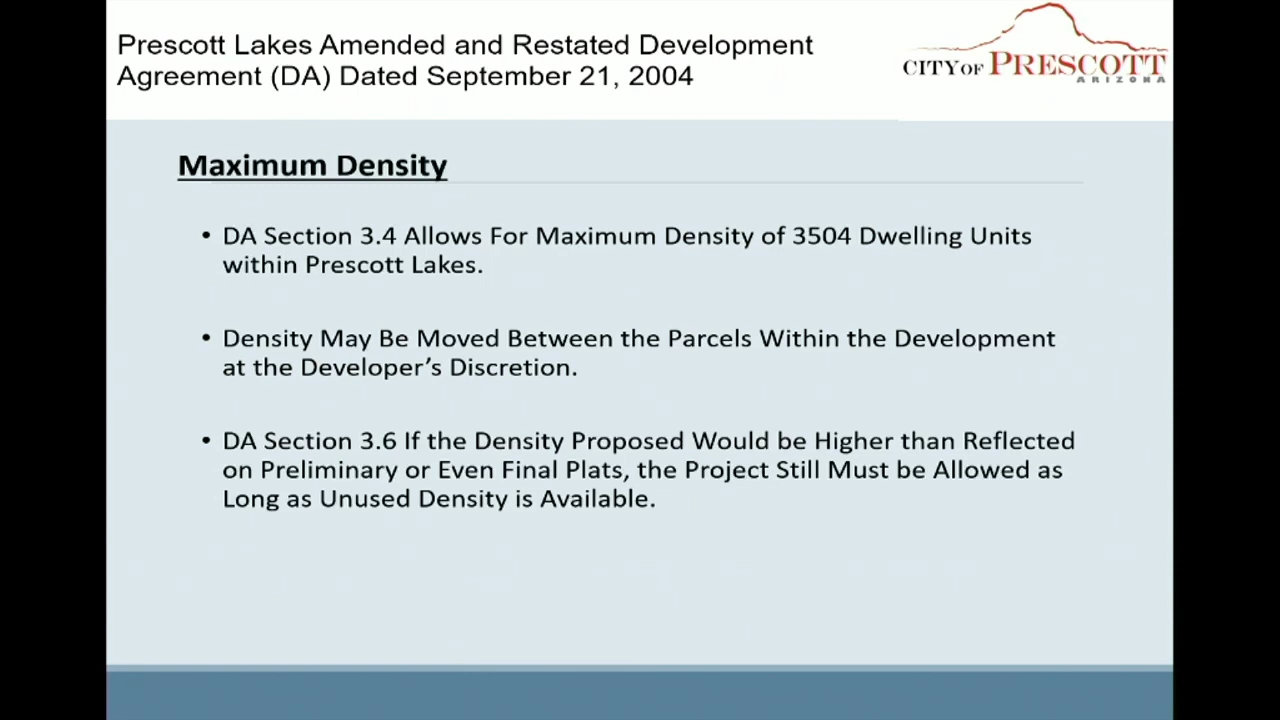 Prescott Lakes Amended and Restated Development
Agreement (DA) Dated September 21, 2004
CITY OF PRESCOTT
ARIZONA
Maximum Density
• DA Section 3.4 Allows For Maximum Density of 3504 Dwelling Units
within Prescott Lakes.
• Density May Be Moved Between the Parcels Within the Development
at the Developer’s Discretion.
• DA Section 3.6 If the Density Proposed Would be Higher than Reflected
on Preliminary or Even Final Plats, the Project Still Must be Allowed as
Long as Unused Density is Available.